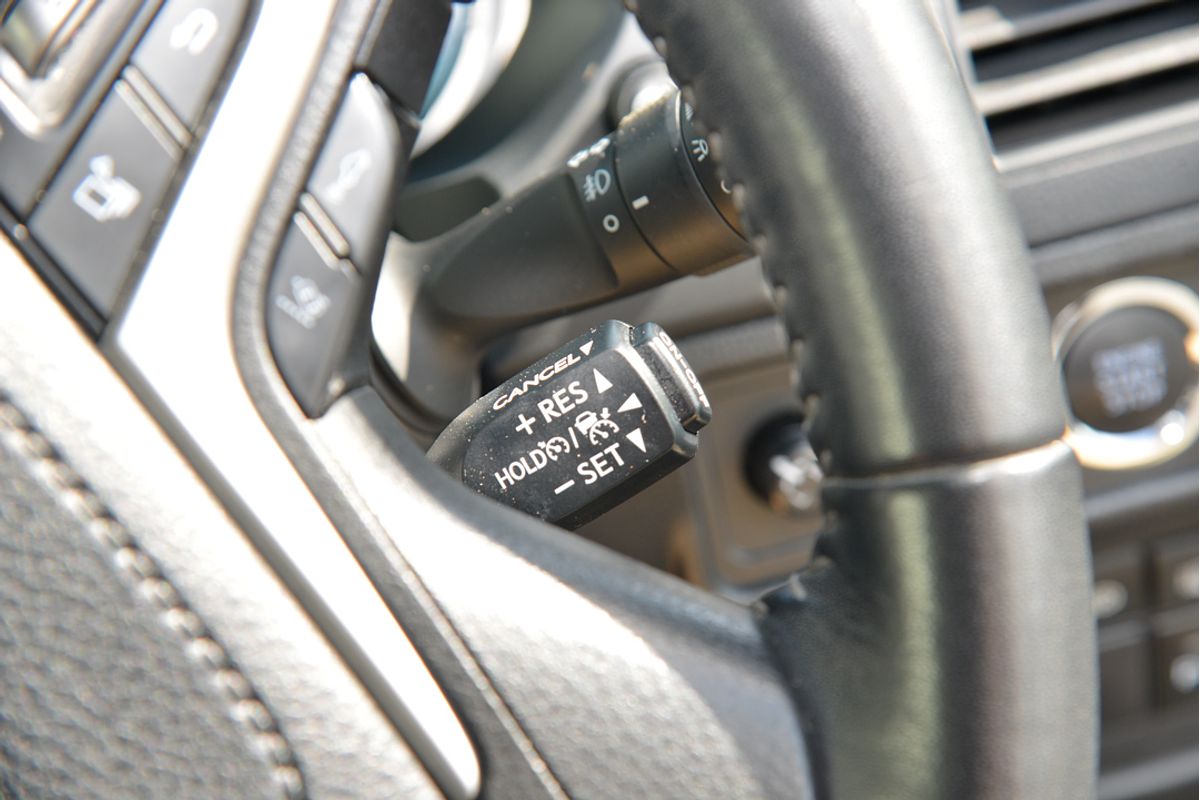 CANCEL
ON·OFF
+ RES
HOLD /
– SET